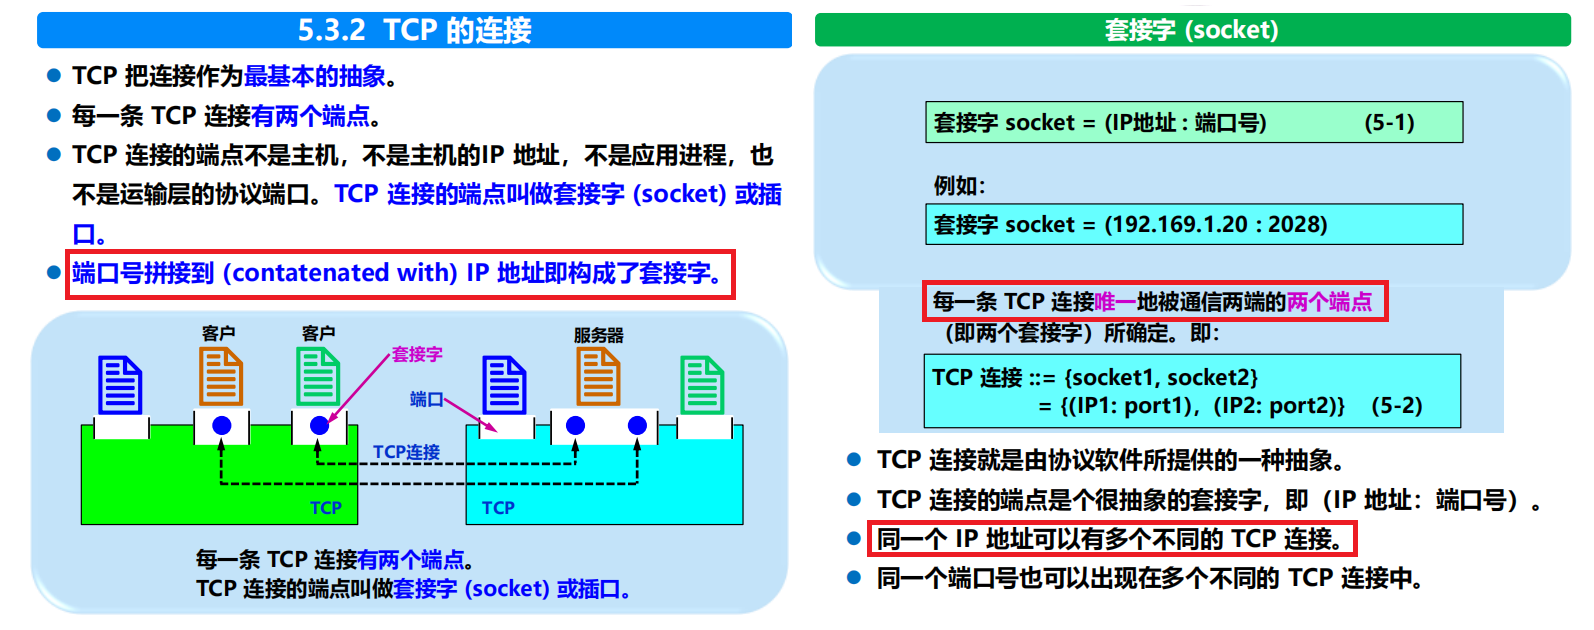 5.3.2 TCP 的连接
TCP 把连接作为最基本的抽象。
每一条 TCP 连接有两个端点。
TCP 连接的端点不是主机，不是主机的IP 地址，不是应用进程，也
不是运输层的协议端口。TCP 连接的端点叫做套接字 (socket) 或插
口。
端口号拼接到 (contatenated with) IP 地址即构成了套接字。
客户
客户
服务器
套接字
端口
TCP连接
TCP
TCP
每一条 TCP 连接有两个端点。
TCP 连接的端点叫做套接字 (socket) 或插口。
套接字 (socket)
套接字 socket = (IP地址 : 端口号) (5-1)
例如：
套接字 socket = (192.169.1.20 : 2028)
每一条 TCP 连接唯一地被通信两端的两个端点
（即两个套接字）所确定。即：
TCP 连接 ::= {socket1, socket2}
= {(IP1: port1)，(IP2: port2)} (5-2)
TCP 连接就是由协议软件所提供的一种抽象。
TCP 连接的端点是个很抽象的套接字，即（IP 地址：端口号）。
同一个 IP 地址可以有多个不同的 TCP 连接。
同一个端口号也可以出现在多个不同的 TCP 连接中。